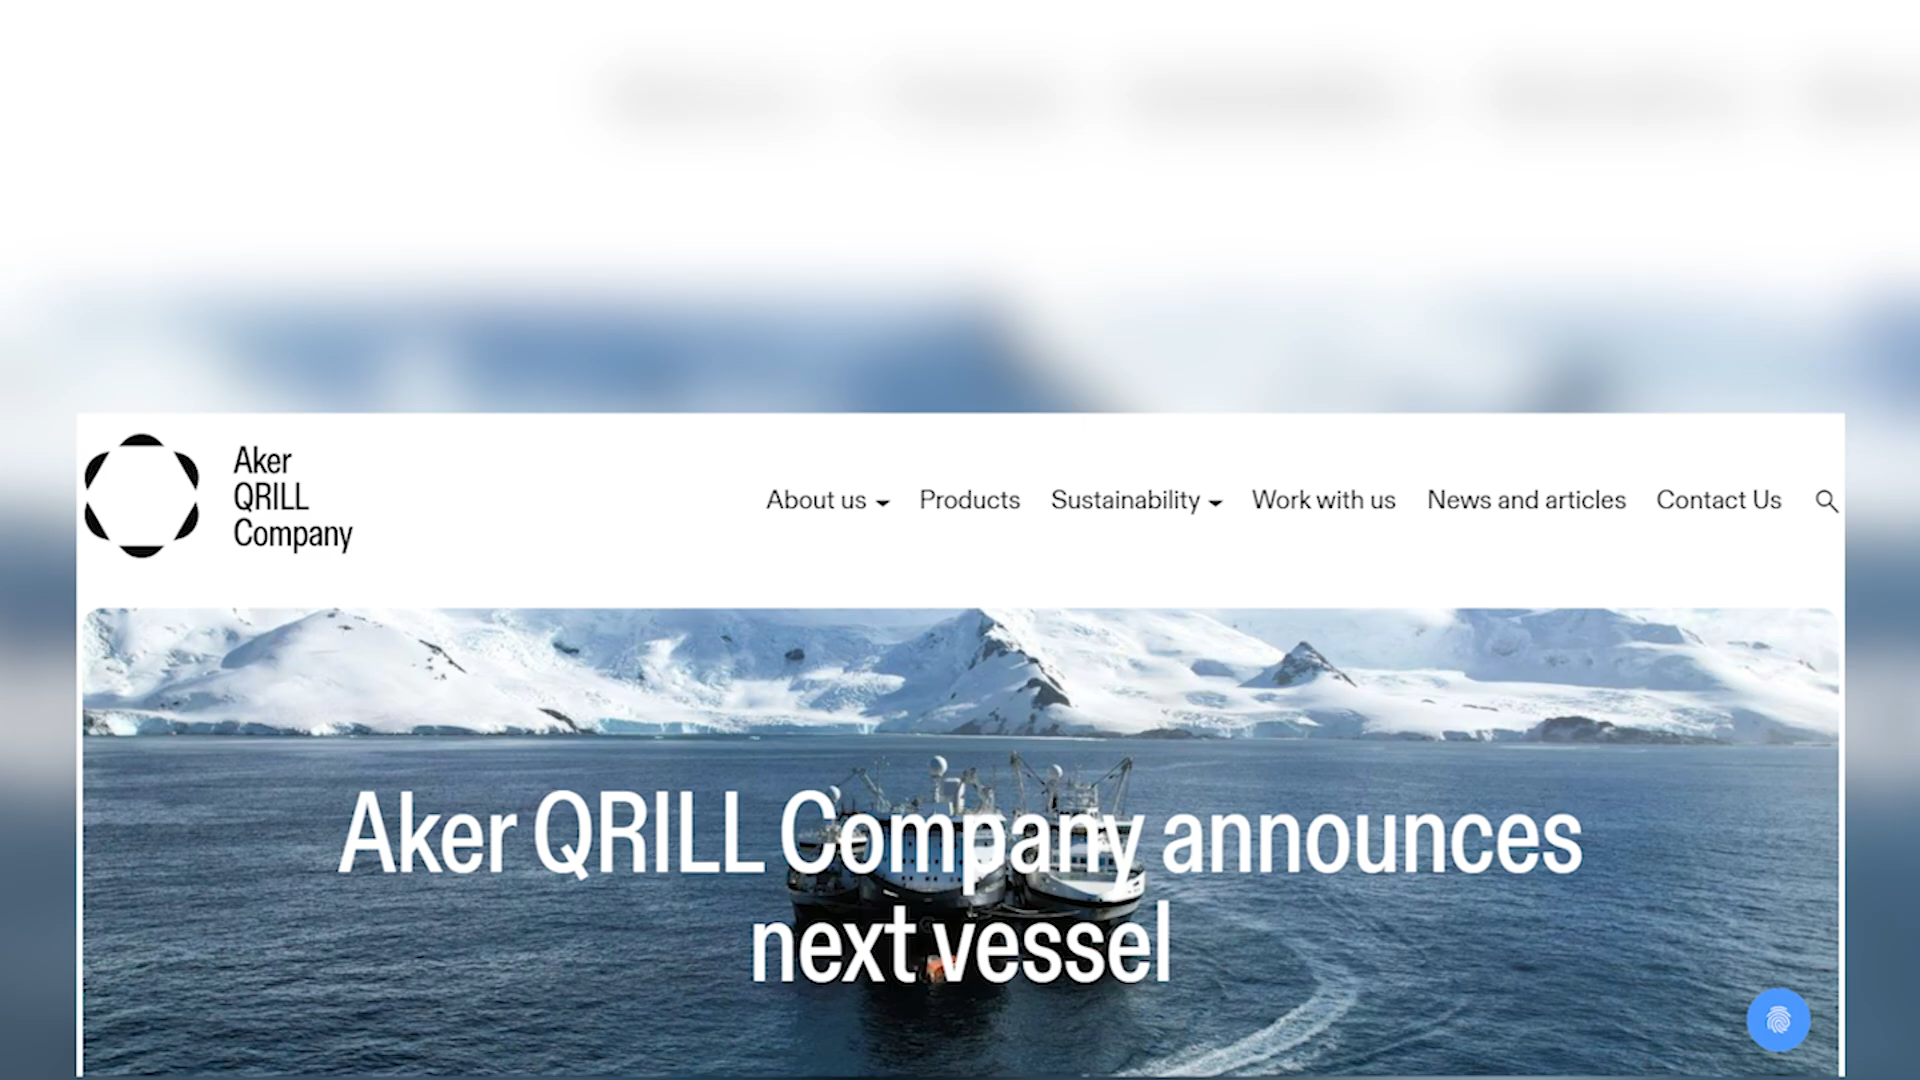 Aker
QRILL
Company
About us
Products
Sustainability
Work with us
News and articles
Contact Us
Aker QRILL Company announces
next vessel